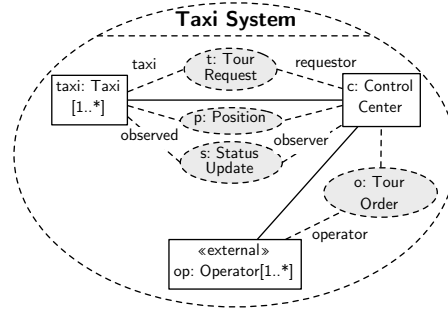 Taxi System
taxi
t: Tour
Request
requestor
taxi: Taxi
[1..*]
c: Control
Center
p: Position
observed
observer
s: Status
Update
o: Tour
Order
operator
«external»
op: Operator[1..*]